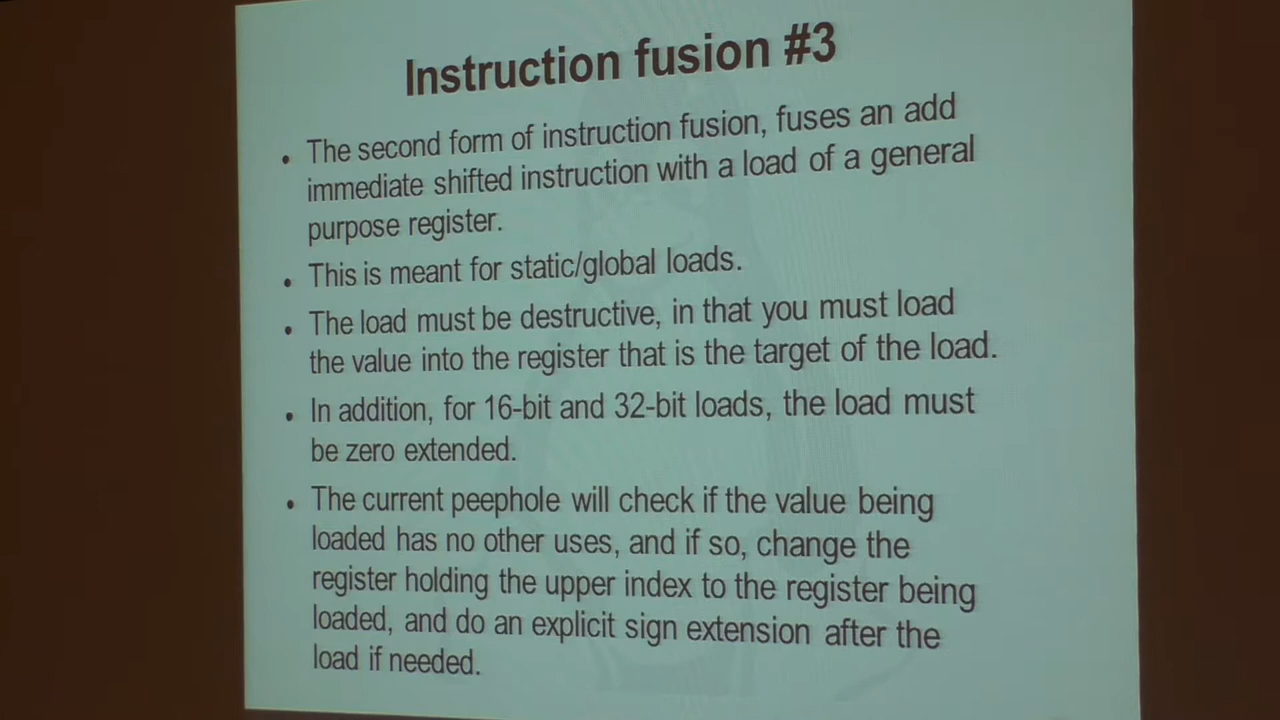 Instruction fusion #3
• The second form of instruction fusion, fuses an add
immediate shifted instruction with a load of a general
purpose register.
• This is meant for static/global loads.
• The load must be destructive, in that you must load
the value into the register that is the target of the load.
• In addition, for 16-bit and 32-bit loads, the load must
be zero extended.
• The current peephole will check if the value being
loaded has no other uses, and if so, change the
register holding the upper index to the register being
loaded, and do an explicit sign extension after the
load if needed.